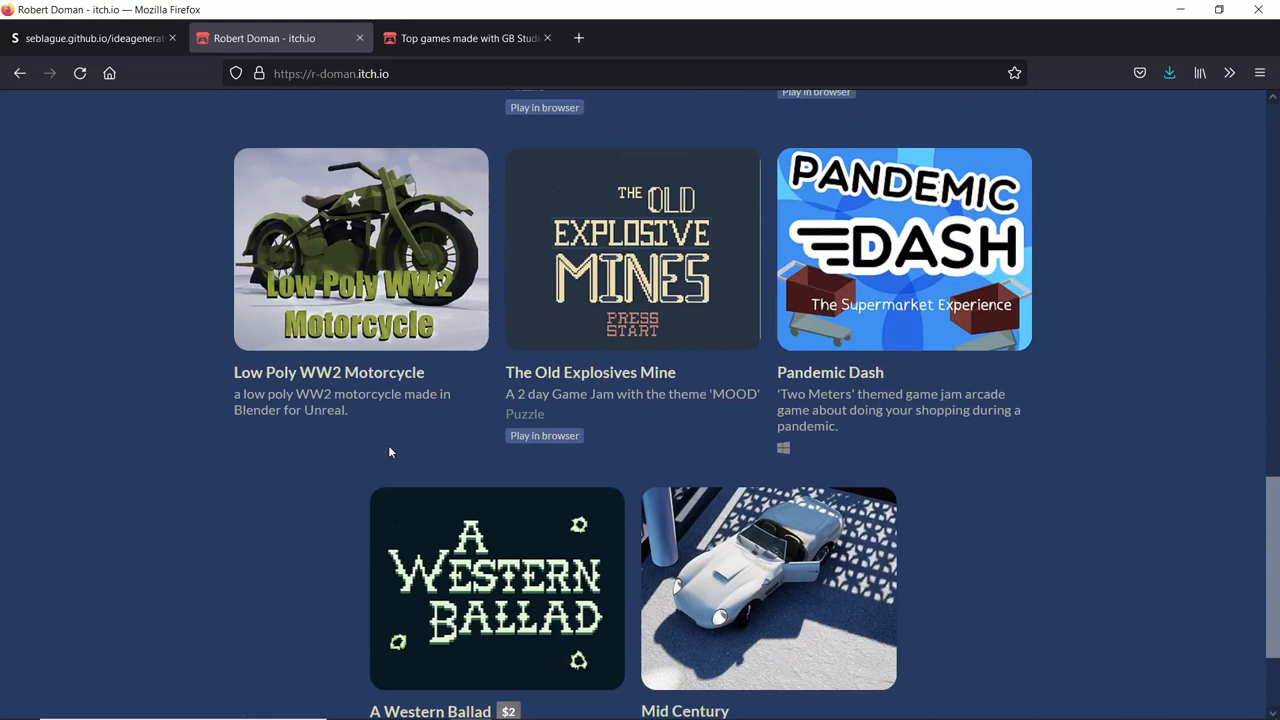 Robert Doman - itch.io — Mozilla Firefox
seblague.github.io/ideagenerat
Robert Doman - itch.io
Top games made with GB Studi
https://r-doman.itch.io
Play in browser
Play in browser
Low Poly WW2
Motorcycle
THE OLD
EXPLOSIVE
MINES
PRESS
START
PANDEMIC
DASH
The Supermarket Experience
Low Poly WW2 Motorcycle
a low poly WW2 motorcycle made in
Blender for Unreal.
The Old Explosives Mine
A 2 day Game Jam with the theme 'MOOD'
Puzzle
Play in browser
Pandemic Dash
'Two Meters' themed game jam arcade
game about doing your shopping during a
pandemic.
A
WESTERN
BALLAD
A Western Ballad $2
Mid Century